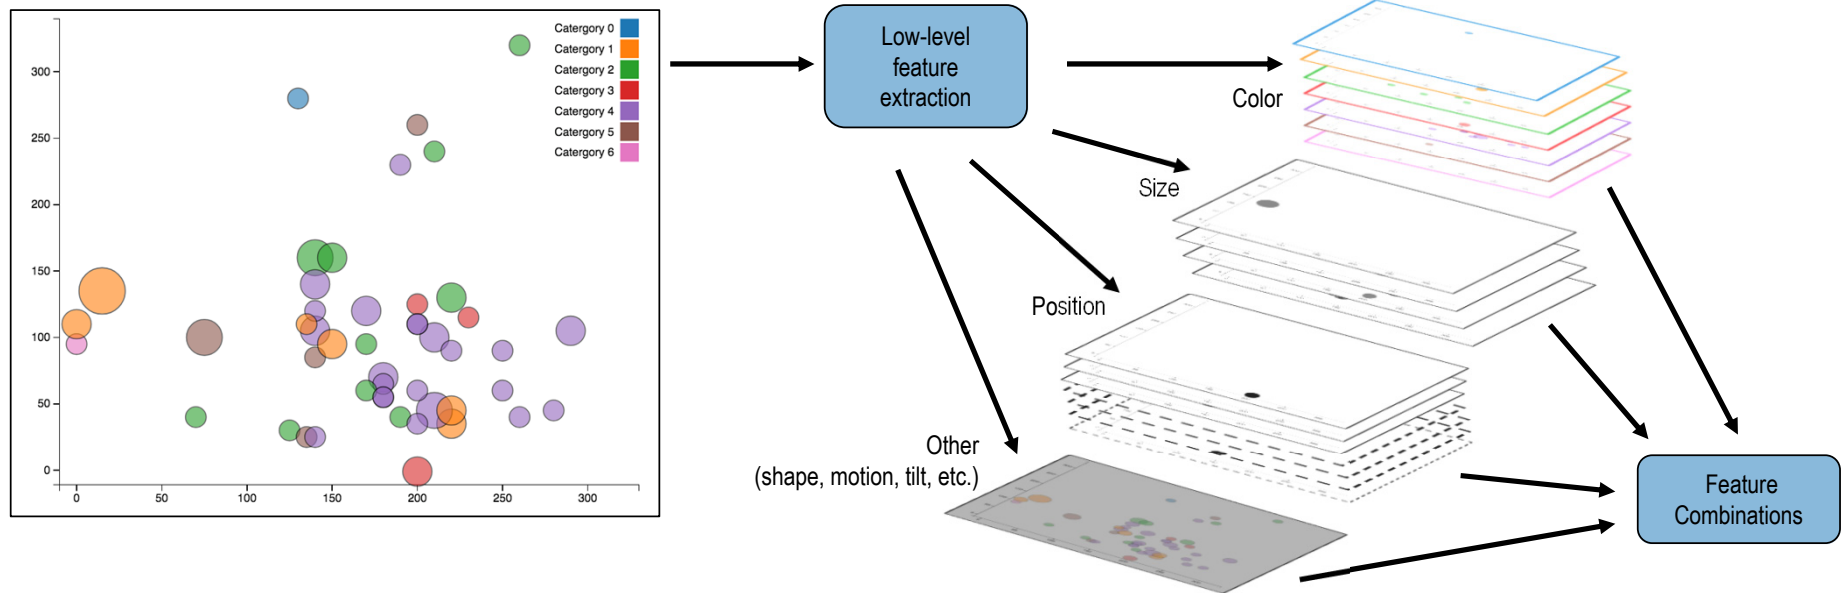 Catergory 0
Catergory 1
Catergory 2
Catergory 3
Catergory 4
Catergory 5
Catergory 6
300
250
200
150
100
50
0
0 50 100 150 200 250 300
Low-level
feature
extraction
Color
Size
Position
Other
(shape, motion, tilt, etc.)
Feature
Combinations